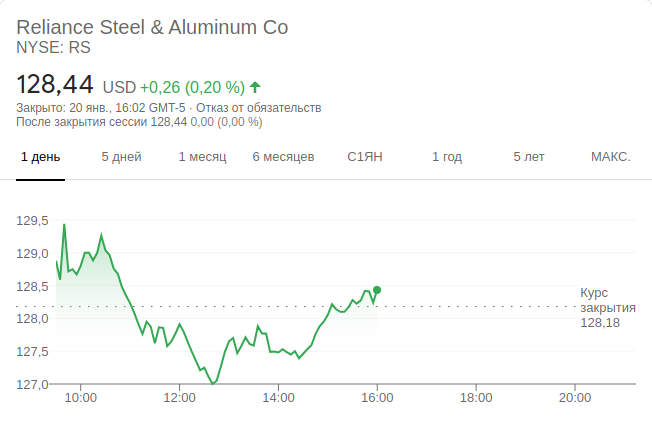 Reliance Steel & Aluminum Co
NYSE: RS
128,44 USD +0,26 (0,20 %)
Закрыто: 20 янв., 16:02 GMT-5 · Отказ от обязательств
После закрытия сессии 128,44 0,00 (0,00 %)
1 день 5 дней 1 месяц 6 месяцев С1ЯН 1 год 5 лет МАКС.
129,5
129,0
128,5
Курс
закрытия
128,18
128,0
127,5
127,0
10:00 12:00 14:00 16:00 18:00 20:00